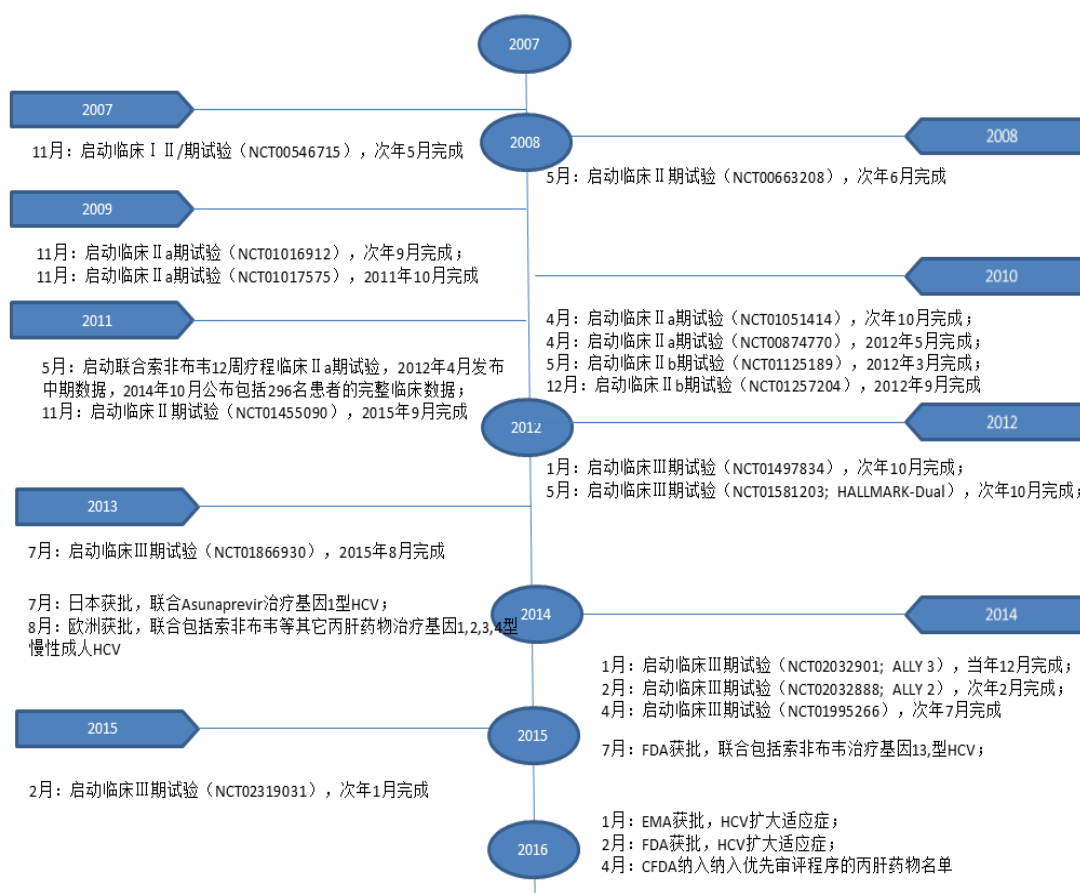 2007
2007
11月：启动临床Ⅰ Ⅱ/期试验（NCT00546715），次年5月完成
2008
2008
5月：启动临床Ⅱ期试验（NCT00663208），次年6月完成
2009
11月：启动临床Ⅱa期试验（NCT01016912），次年9月完成；
11月：启动临床Ⅱa期试验（NCT01017575），2011年10月完成
2010
4月：启动临床Ⅱa期试验（NCT01051414），次年10月完成；
4月：启动临床Ⅱa期试验（NCT00874770），2012年5月完成；
5月：启动临床Ⅱb期试验（NCT01125189），2012年3月完成；
12月：启动临床Ⅱb期试验（NCT01257204），2012年9月完成
2011
5月：启动联合索非布韦12周疗程临床Ⅱa期试验，2012年4月发布
中期数据，2014年10月公布包括296名患者的完整临床数据；
11月：启动临床Ⅱ期试验（NCT01455090），2015年9月完成
2012
2012
1月：启动临床Ⅲ期试验（NCT01497834），次年10月完成；
5月：启动临床Ⅲ期试验（NCT01581203；HALLMARK-Dual），次年10月完成；
2013
7月：启动临床Ⅲ期试验（NCT01866930），2015年8月完成
7月：日本获批，联合Asunaprevir治疗基因1型HCV；
8月：欧洲获批，联合包括索非布韦等其它丙肝药物治疗基因1,2,3,4型
慢性成人HCV
2014
2014
1月：启动临床Ⅲ期试验（NCT02032901；ALLY 3），当年12月完成；
2月：启动临床Ⅲ期试验（NCT02032888；ALLY 2），次年2月完成；
4月：启动临床Ⅲ期试验（NCT01995266），次年7月完成
2015
2015
7月：FDA获批，联合包括索非布韦治疗基因13,型HCV；
2月：启动临床Ⅲ期试验（NCT02319031），次年1月完成
2016
1月：EMA获批，HCV扩大适应症；
2月：FDA获批，HCV扩大适应症；
4月：CFDA纳入纳入优先审评程序的丙肝药物名单